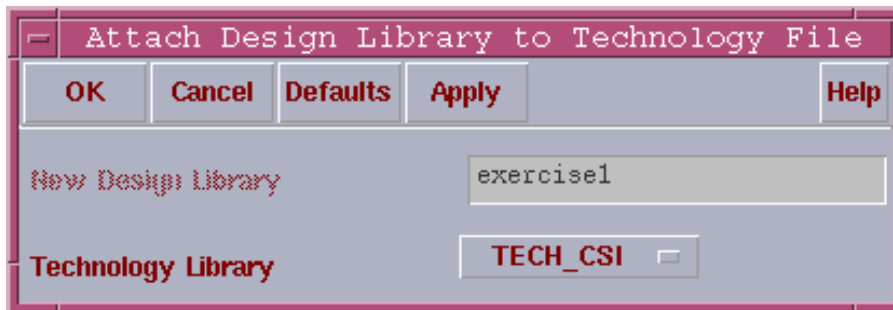 Attach Design Library to Technology File
OK Cancel Defaults Apply Help
New Design Library exercise1
Technology Library TECH_CSI